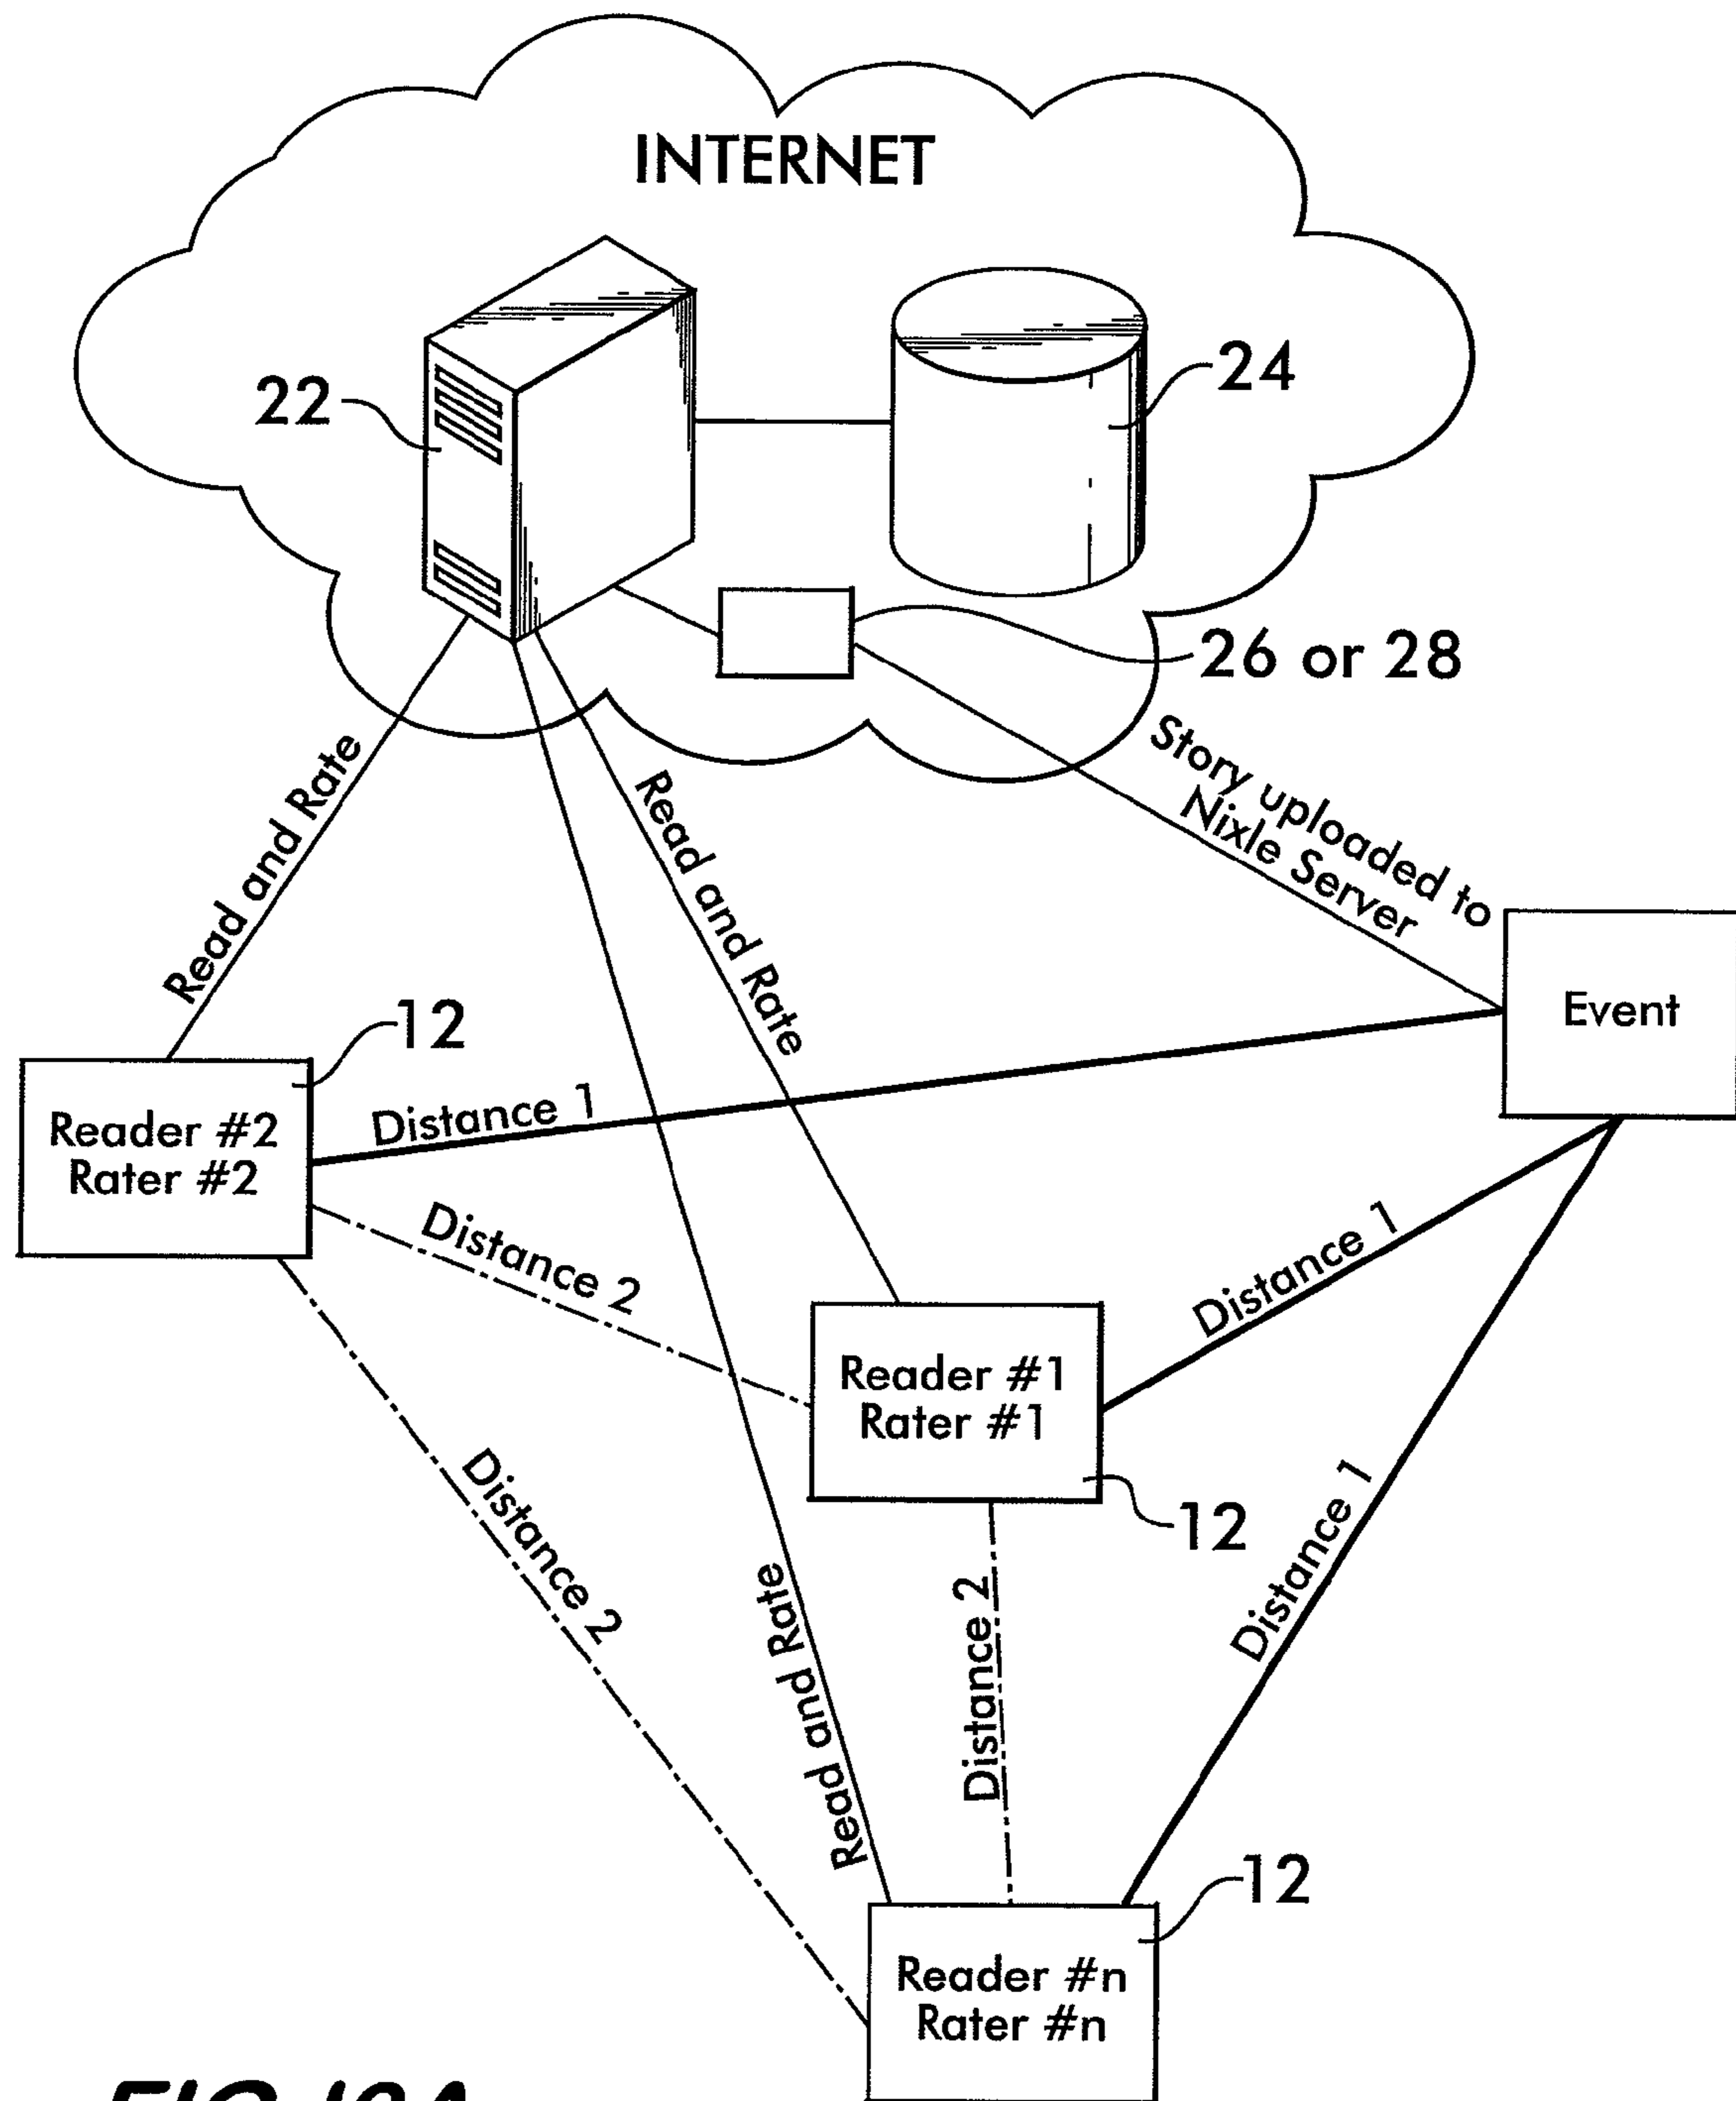 INTERNET
22
24
26 or 28
Story uploaded to
Nixle Server
Read and Rate
Read and Rate
Event
12
Reader #2
Rater #2
Distance 1
Distance 2
Distance 1
Reader #1
Rater #1
12
Distance 2
Distance 2
Distance 1
Read and Rate
12
Reader #n
Rater #n